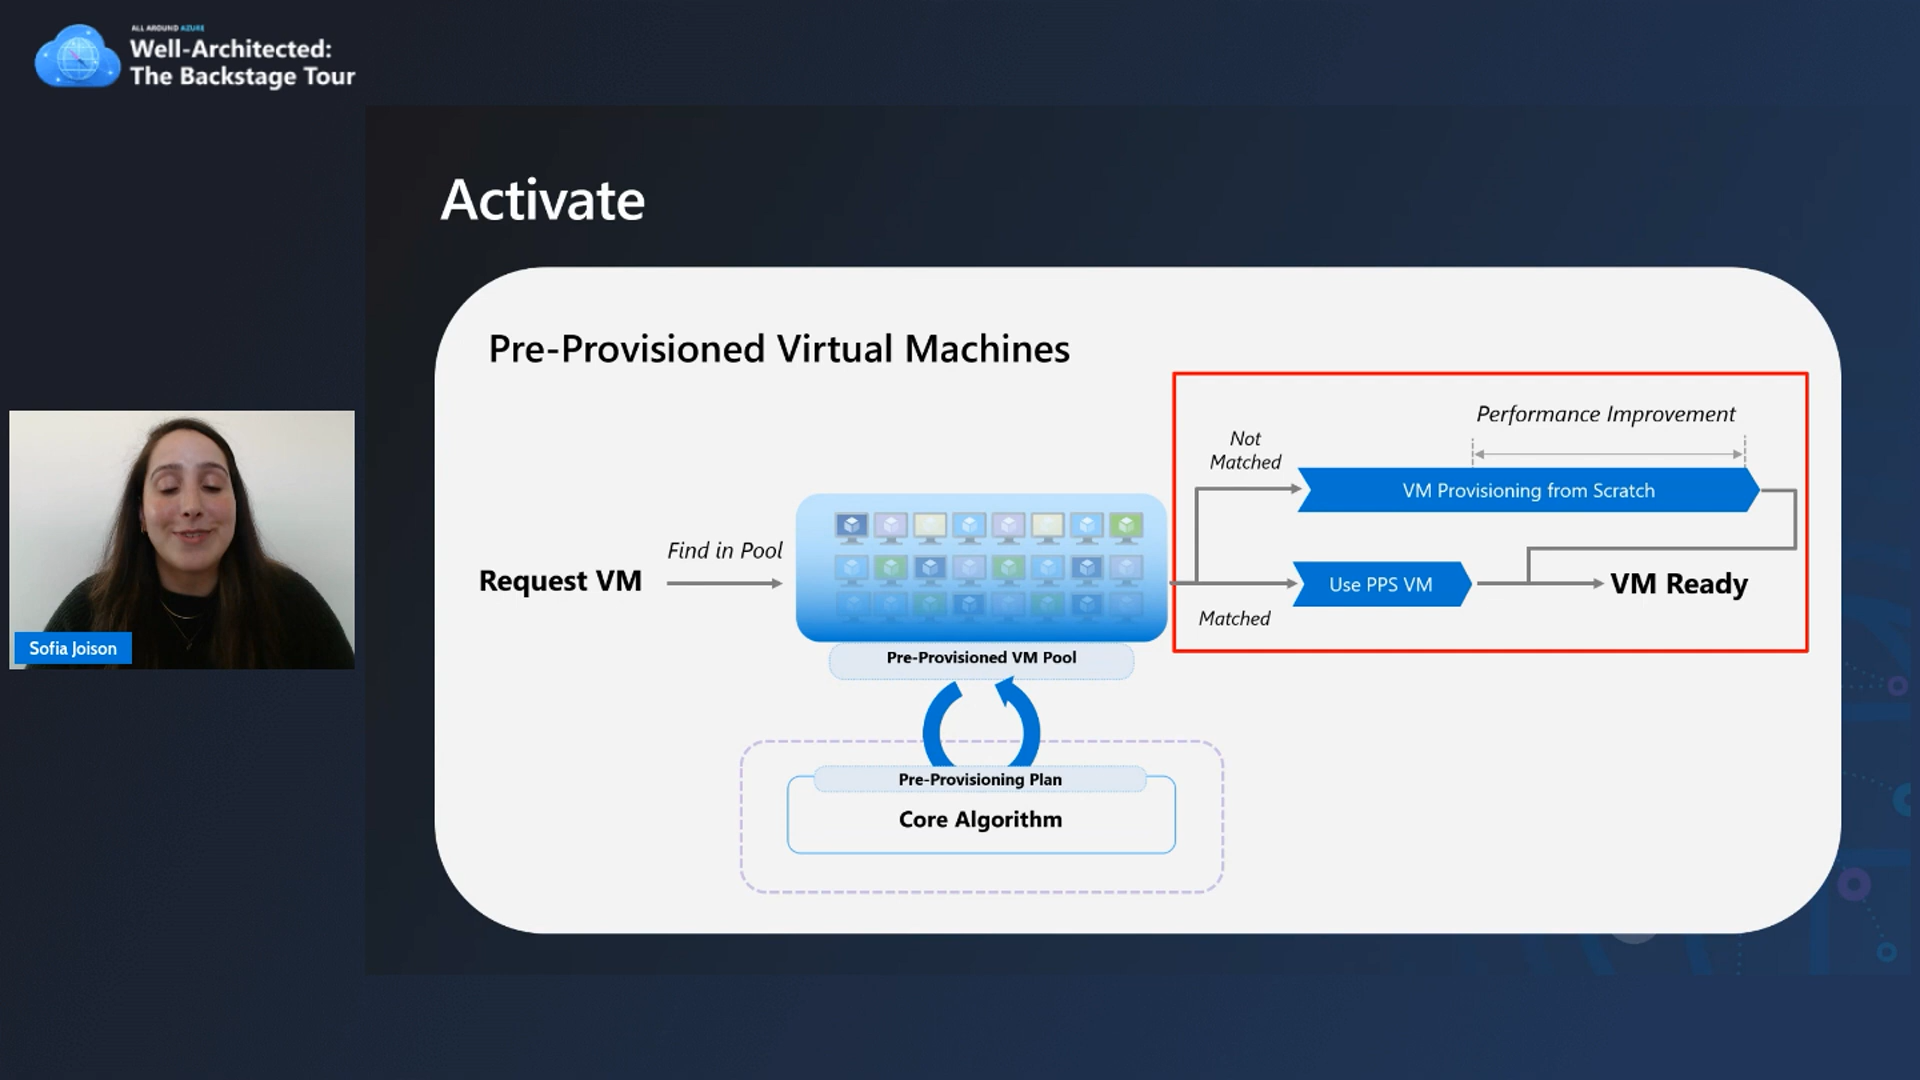 ALL AROUND AZURE
Well-Architected:
The Backstage Tour
Activate
Pre-Provisioned Virtual Machines
Performance Improvement
Not
Matched
VM Provisioning from Scratch
Find in Pool
Request VM
Use PPS VM
VM Ready
Matched
Sofia Joison
Pre-Provisioned VM Pool
Pre-Provisioning Plan
Core Algorithm